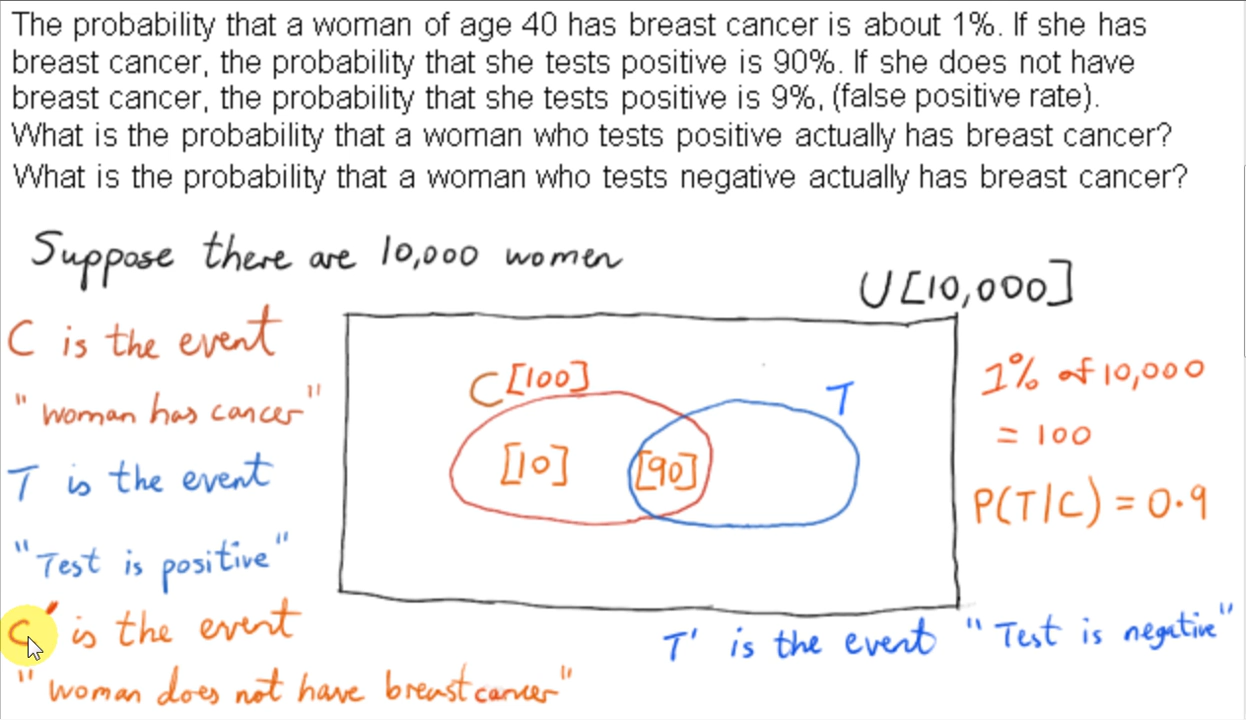 The probability that a woman of age 40 has breast cancer is about 1%. If she has
breast cancer, the probability that she tests positive is 90%. If she does not have
breast cancer, the probability that she tests positive is 9%, (false positive rate).
What is the probability that a woman who tests positive actually has breast cancer?
What is the probability that a woman who tests negative actually has breast cancer?
Suppose there are 10,000 women
U [10,000]
C is the event
"woman has cancer"
T is the event
"Test is positive"
C' is the event
"woman does not have breast cancer"
C [100]
T
[10]
[90]
1% of 10,000
= 100
P(T/C) = 0.9
T' is the event "Test is negative"